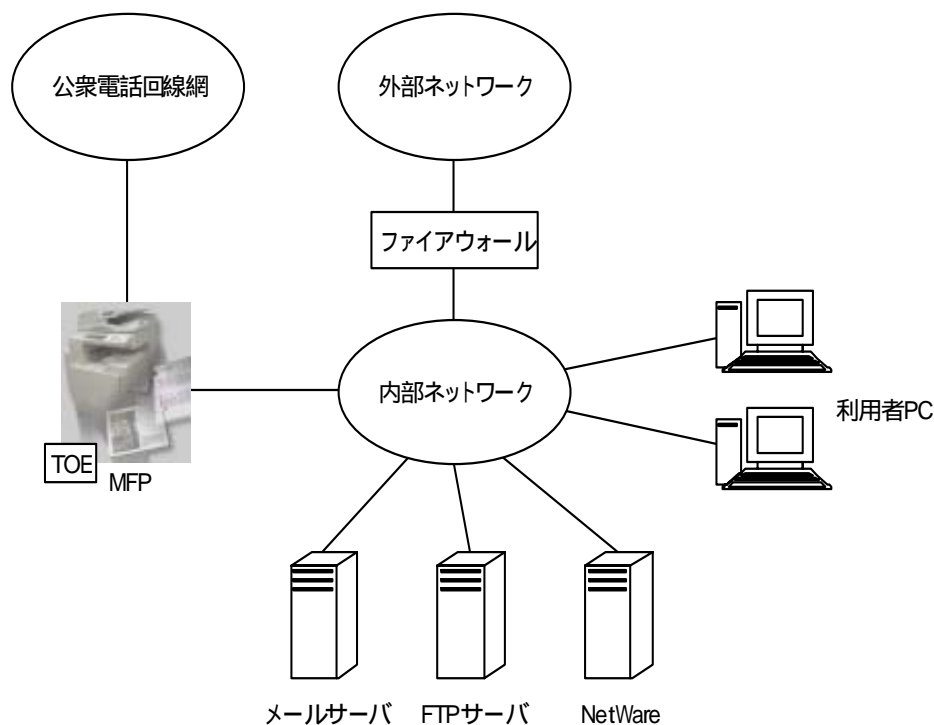 公衆電話回線網
外部ネットワーク
ファイアウォール
内部ネットワーク
利用者PC
TOE
MFP
メールサーバ
FTPサーバ
NetWare